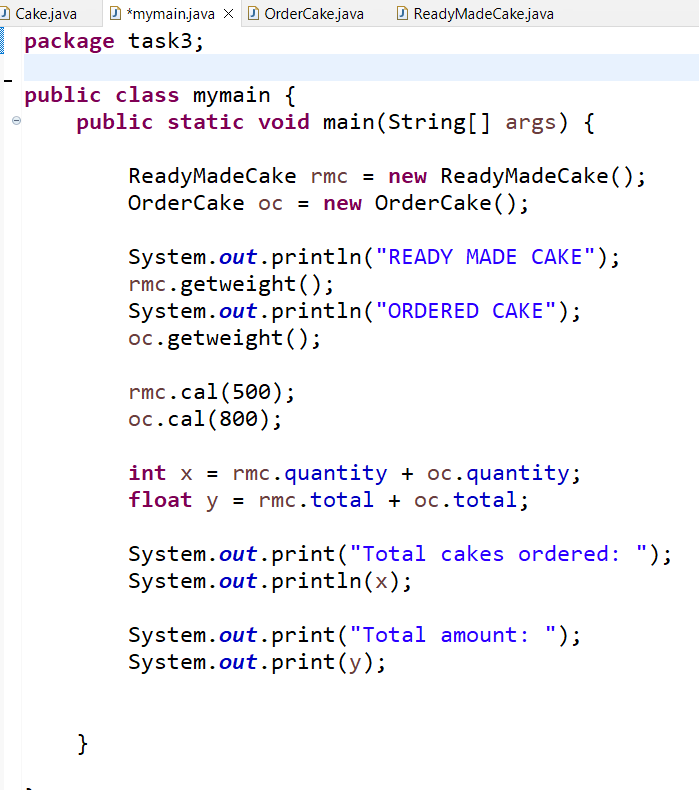 Cake.java *mymain.java OrderCake.java ReadyMadeCake.java
package task3;
public class mymain {
public static void main(String[] args) {
ReadyMadeCake rmc = new ReadyMadeCake();
OrderCake oc = new OrderCake();
System.out.println("READY MADE CAKE");
rmc.getweight();
System.out.println("ORDERED CAKE");
oc.getweight();
rmc.cal(500);
oc.cal(800);
int x = rmc.quantity + oc.quantity;
float y = rmc.total + oc.total;
System.out.print("Total cakes ordered: ");
System.out.println(x);
System.out.print("Total amount: ");
System.out.print(y);
}